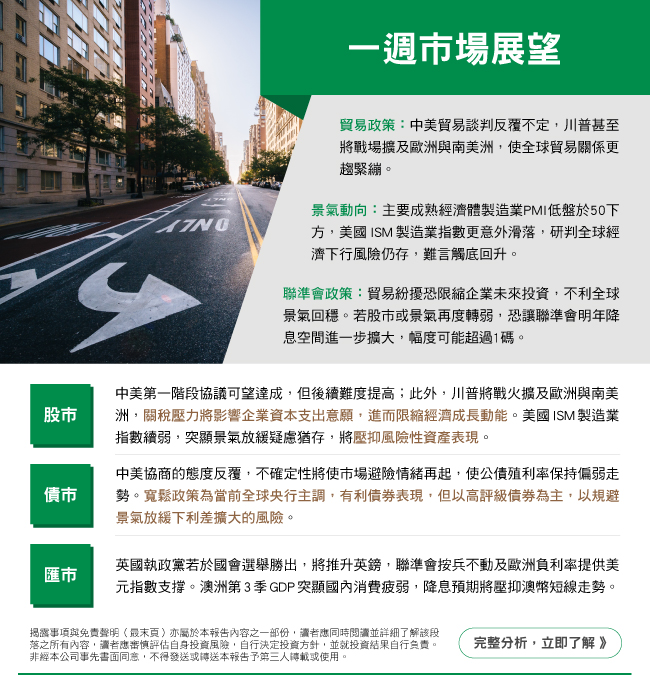 一週市場展望
貿易政策：中美貿易談判反覆不定，川普甚至
將戰場擴及歐洲與南美洲，使全球貿易關係更
趨緊繃。
景氣動向：主要成熟經濟體製造業PMI低盤於50下
方，美國 ISM 製造業指數更意外滑落，研判全球經
濟下行風險仍存，難言觸底回升。
聯準會政策：貿易紛擾恐限縮企業未來投資，不利全球
景氣回穩。若股市或景氣再度轉弱，恐讓聯準會明年降
息空間進一步擴大，幅度可能超過1碼。
ONLY
ONLY
股市
中美第一階段協議可望達成，但後續難度提高；此外，川普將戰火擴及歐洲與南美
洲，關稅壓力將影響企業資本支出意願，進而限縮經濟成長動能。美國 ISM 製造業
指數續弱，突顯景氣放緩疑慮猶存，將壓抑風險性資產表現。
債市
中美協商的態度反覆，不確定性將使市場避險情緒再起，使公債殖利率保持偏弱走
勢。寬鬆政策為當前全球央行主調，有利債券表現，但以高評級債券為主，以規避
景氣放緩下利差擴大的風險。
匯市
英國執政黨若於國會選舉勝出，將推升英鎊，聯準會按兵不動及歐洲負利率提供美
元指數支撐。澳洲第 3 季 GDP 突顯國內消費疲弱，降息預期將壓抑澳幣短線走勢。
揭露事項與免責聲明（最末頁）亦屬於本報告內容之一部份，讀者應同時閱讀並詳細了解該段
落之所有內容，讀者應審慎評估自身投資風險，自行決定投資方針，並就投資結果自行負責。
非經本公司事先書面同意，不得發送或轉送本報告予第三人轉載或使用。
完整分析，立即了解 》